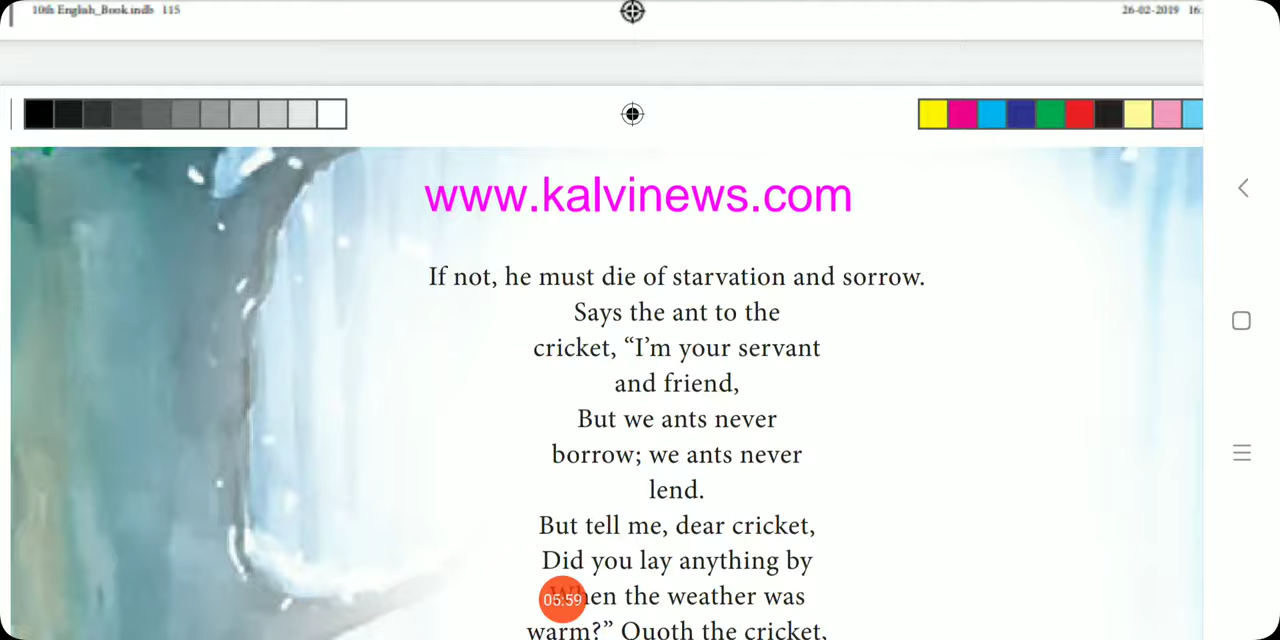 10th English_Book.indb 115
26-02-2019 16:
www.kalvinews.com
If not, he must die of starvation and sorrow.
Says the ant to the
cricket, “I’m your servant
and friend,
But we ants never
borrow; we ants never
lend.
But tell me, dear cricket,
Did you lay anything by
When the weather was
warm?” Quoth the cricket,
05:59